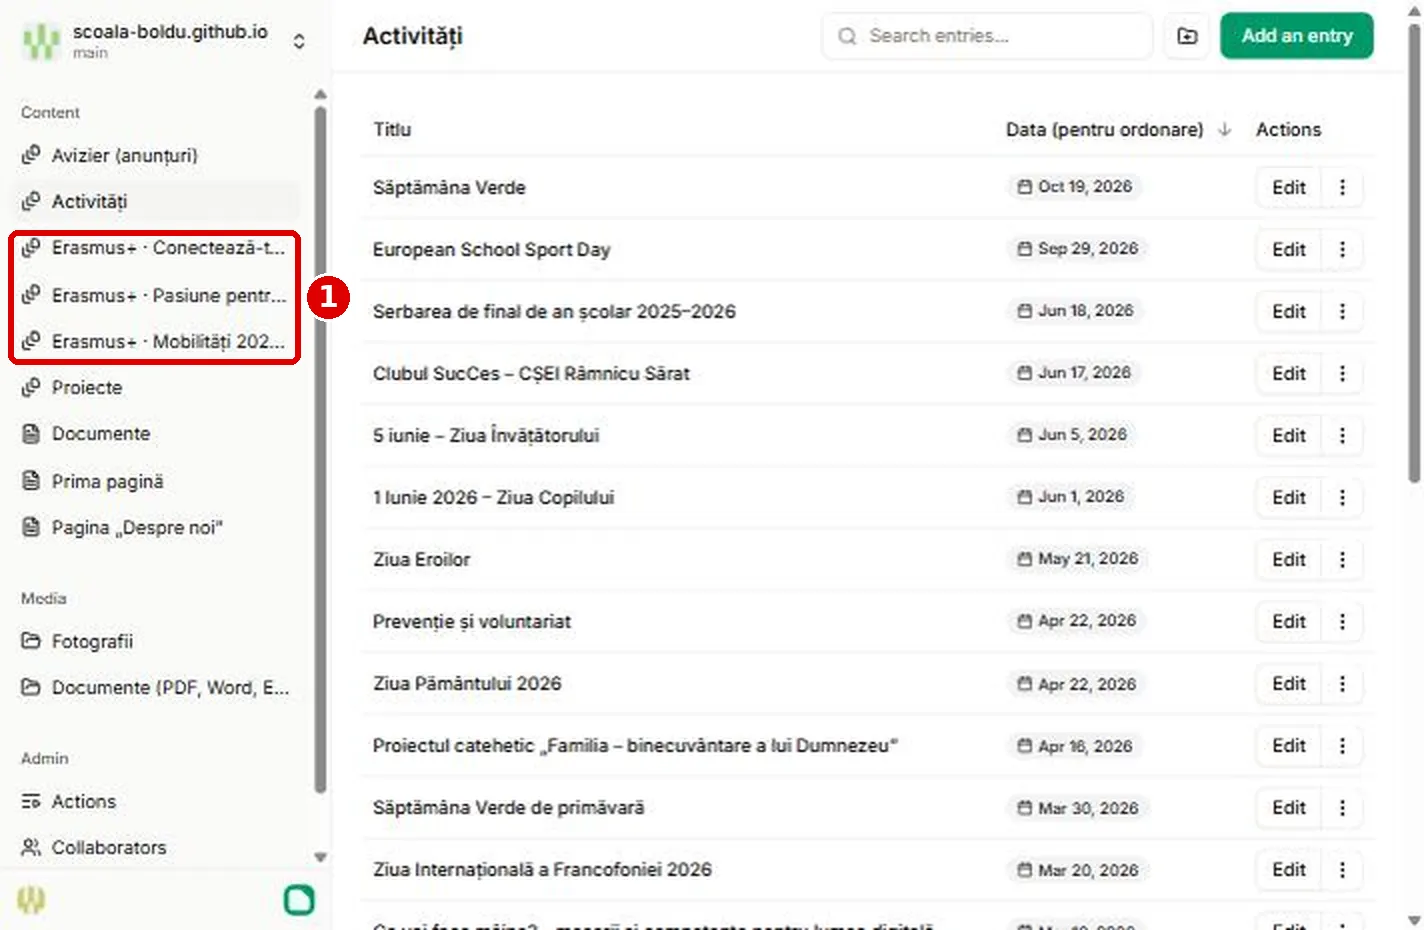 scoala-boldu.github.io
main
Content
Avizier (anunțuri)
Activități
Erasmus+ · Conectează-t...
Erasmus+ · Pasiune pentr...
Erasmus+ · Mobilități 202...
1
Proiecte
Documente
Prima pagină
Pagina „Despre noi”
Media
Fotografii
Documente (PDF, Word, E...
Admin
Actions
Collaborators
Activități
Search entries...
Add an entry
Titlu Data (pentru ordonare) Actions
Săptămâna Verde Oct 19, 2026 Edit
European School Sport Day Sep 29, 2026 Edit
Serbarea de final de an școlar 2025–2026 Jun 18, 2026 Edit
Clubul SucCes – CȘEI Râmnicu Sărat Jun 17, 2026 Edit
5 iunie – Ziua Învățătorului Jun 5, 2026 Edit
1 Iunie 2026 – Ziua Copilului Jun 1, 2026 Edit
Ziua Eroilor May 21, 2026 Edit
Prevenție și voluntariat Apr 22, 2026 Edit
Ziua Pământului 2026 Apr 22, 2026 Edit
Proiectul catehetic „Familia – binecuvântare a lui Dumnezeu” Apr 16, 2026 Edit
Săptămâna Verde de primăvară Mar 30, 2026 Edit
Ziua Internațională a Francofoniei 2026 Mar 20, 2026 Edit